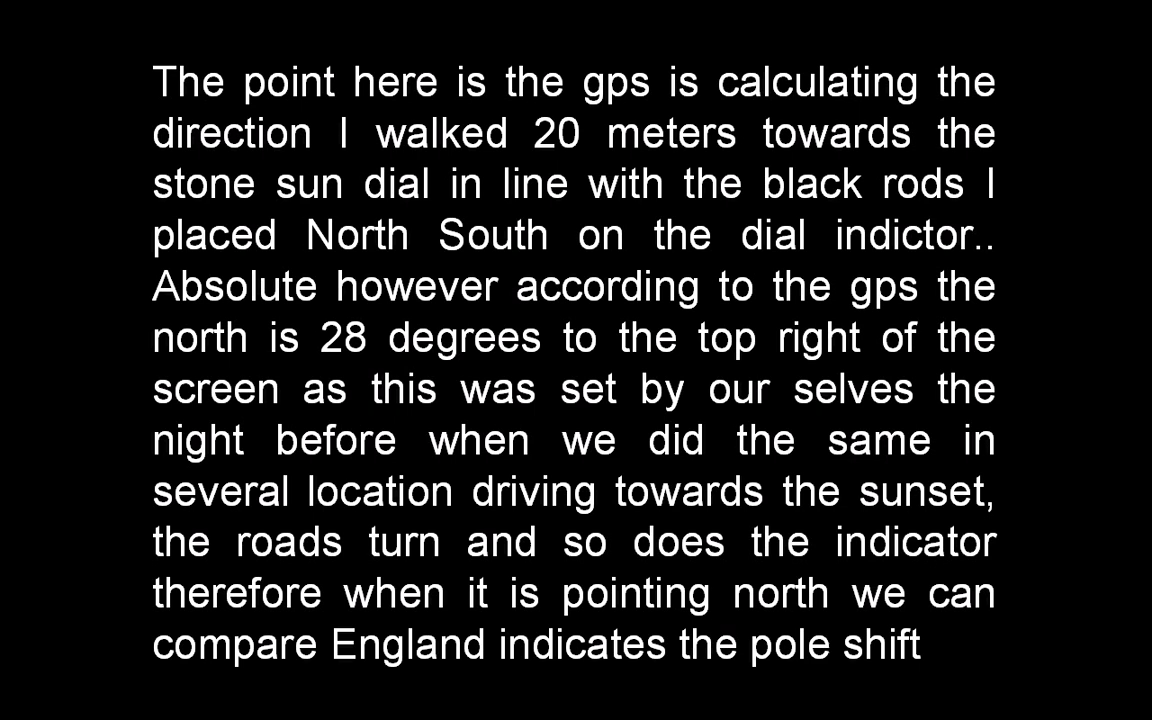 The point here is the gps is calculating the
direction I walked 20 meters towards the
stone sun dial in line with the black rods I
placed North South on the dial indictor..
Absolute however according to the gps the
north is 28 degrees to the top right of the
screen as this was set by our selves the
night before when we did the same in
several location driving towards the sunset,
the roads turn and so does the indicator
therefore when it is pointing north we can
compare England indicates the pole shift